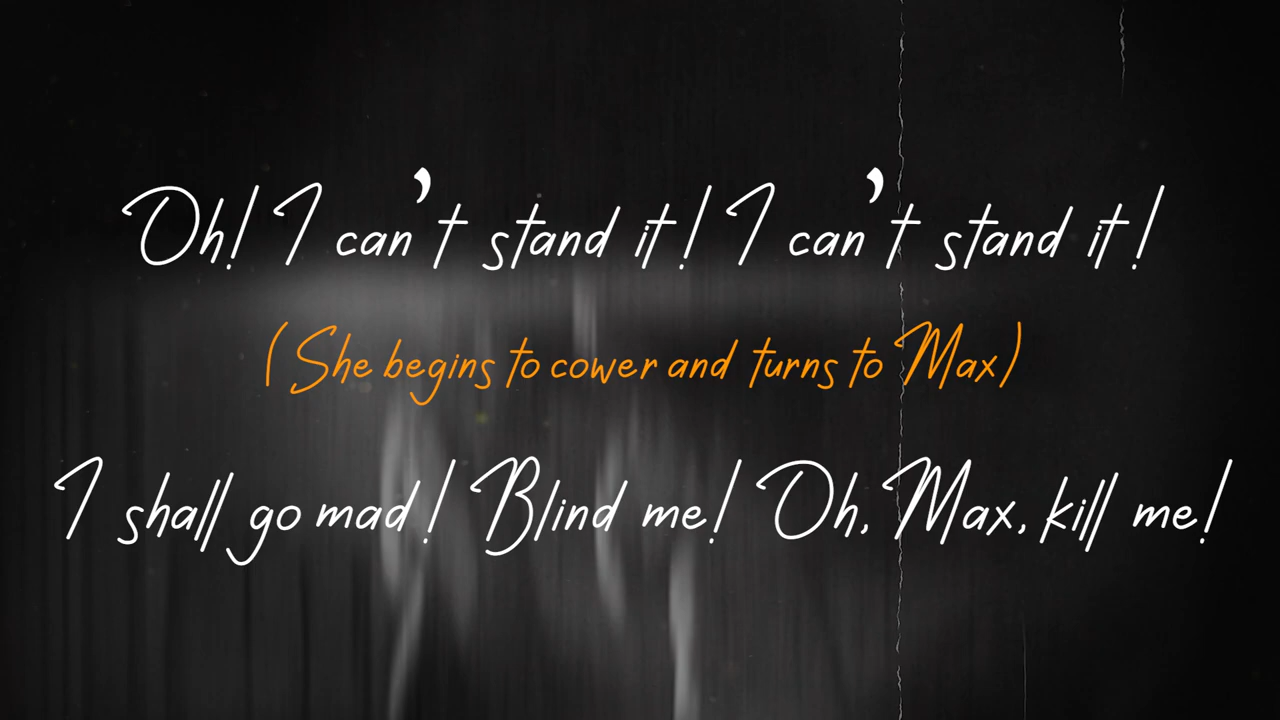 Oh! I can't stand it! I can't stand it!
(She begins to cower and turns to Max)
I shall go mad! Blind me! Oh, Max, kill me!